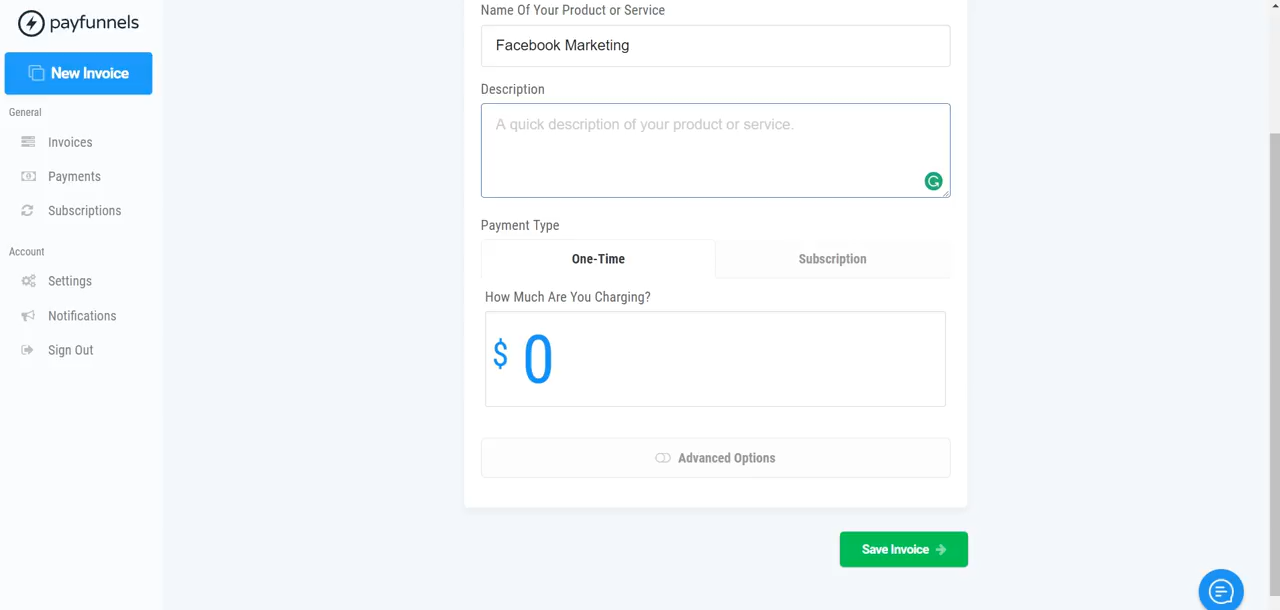 payfunnels
New Invoice
General
Invoices
Payments
Subscriptions
Account
Settings
Notifications
Sign Out
Name Of Your Product or Service
Facebook Marketing
Description
A quick description of your product or service.
Payment Type
One-Time
Subscription
How Much Are You Charging?
$ 0
Advanced Options
Save Invoice